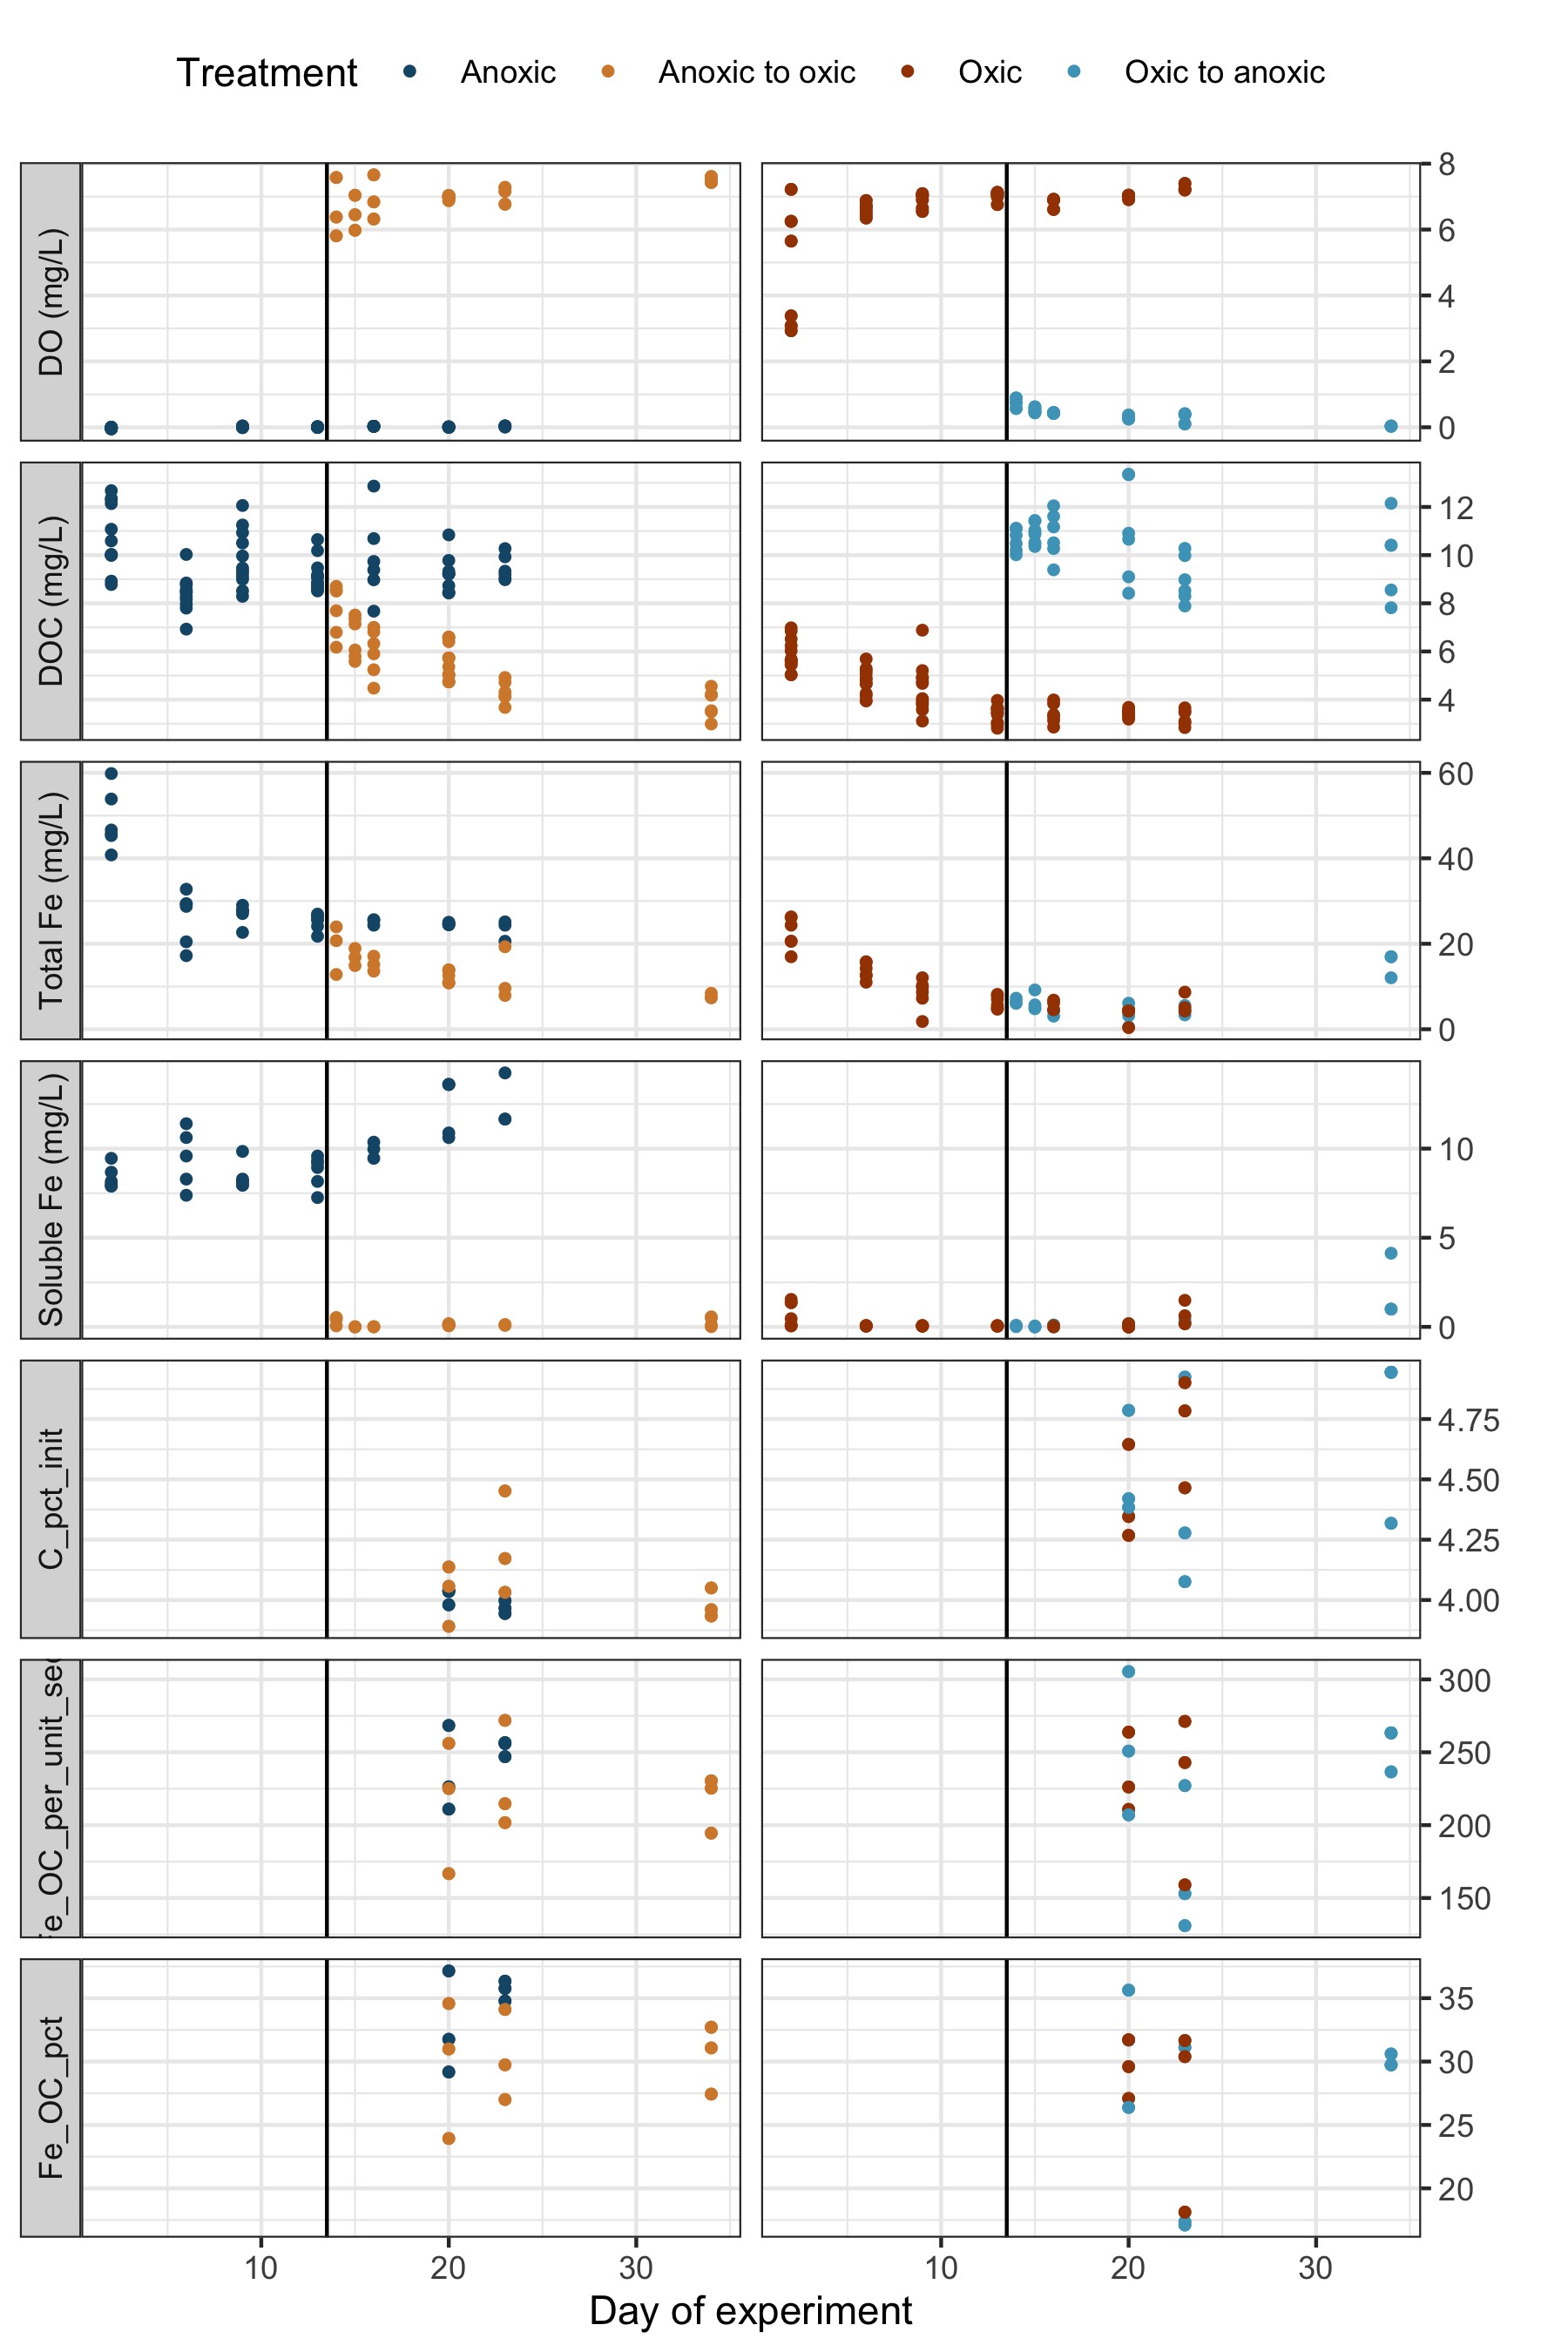 Treatment Anoxic Anoxic to oxic Oxic Oxic to anoxic
DO (mg/L)
8
6
4
2
0
DOC (mg/L)
12
10
8
6
4
Total Fe (mg/L)
60
40
20
0
Soluble Fe (mg/L)
10
5
0
C_pct_init
4.75
4.50
4.25
4.00
e_OC_per_unit_se
300
250
200
150
Fe_OC_pct
35
30
25
20
10 20 30 10 20 30
Day of experiment